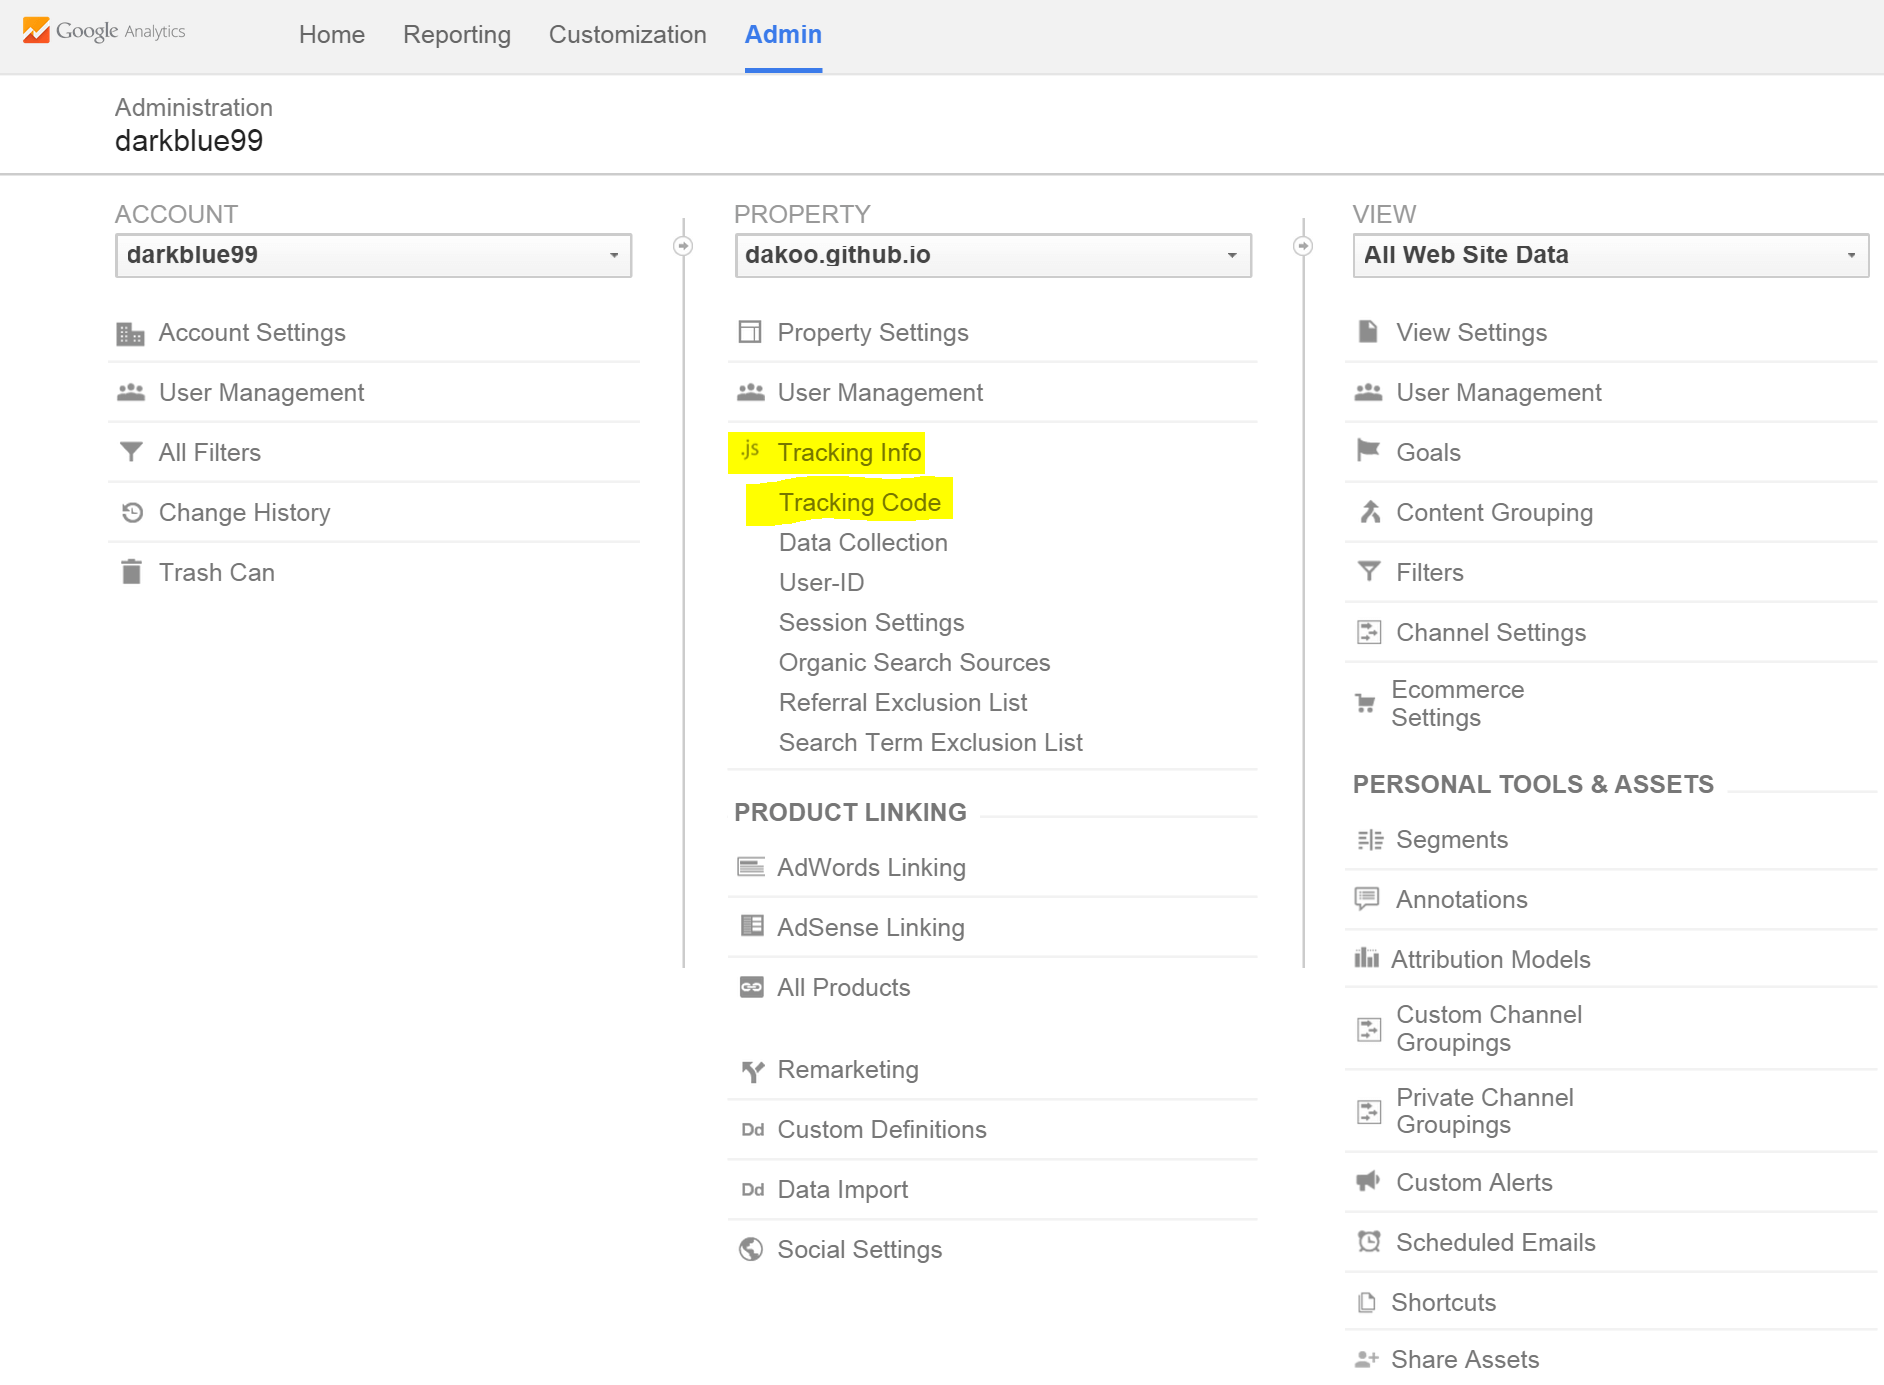 Google Analytics
Home Reporting Customization Admin
Administration
darkblue99
ACCOUNT
darkblue99
Account Settings
User Management
All Filters
Change History
Trash Can
PROPERTY
dakoo.github.io
Property Settings
User Management
.js Tracking Info
Tracking Code
Data Collection
User-ID
Session Settings
Organic Search Sources
Referral Exclusion List
Search Term Exclusion List
PRODUCT LINKING
AdWords Linking
AdSense Linking
All Products
Remarketing
Dd Custom Definitions
Dd Data Import
Social Settings
VIEW
All Web Site Data
View Settings
User Management
Goals
Content Grouping
Filters
Channel Settings
Ecommerce
Settings
PERSONAL TOOLS & ASSETS
Segments
Annotations
Attribution Models
Custom Channel
Groupings
Private Channel
Groupings
Custom Alerts
Scheduled Emails
Shortcuts
Share Assets